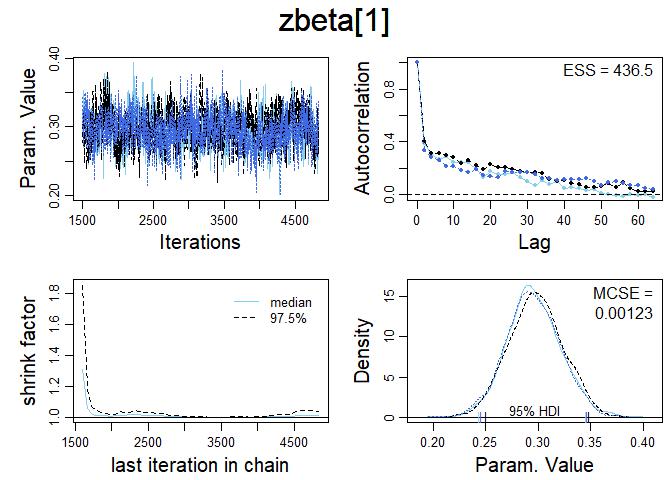 zbeta[1]
Param. Value
0.20 0.30 0.40
1500 2500 3500 4500
Iterations
Autocorrelation
0.0 0.4 0.8
ESS = 436.5
0 10 20 30 40 50 60
Lag
shrink factor
1.0 1.2 1.4 1.6 1.8
median
97.5%
1500 2500 3500 4500
last iteration in chain
Density
0 5 10 15
MCSE =
0.00123
95% HDI
0.20 0.25 0.30 0.35 0.40
Param. Value